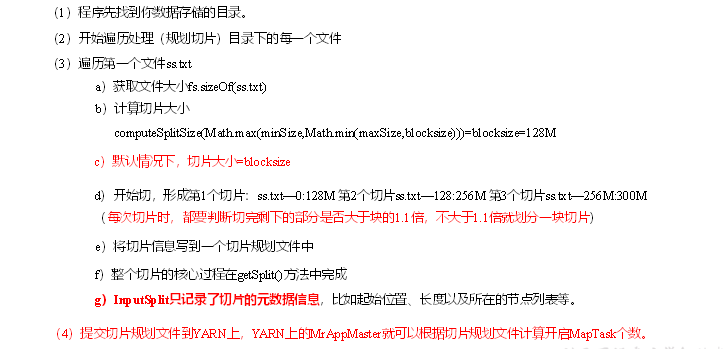 （1）程序先找到你数据存储的目录。
（2）开始遍历处理（规划切片）目录下的每一个文件
（3）遍历第一个文件ss.txt
a）获取文件大小fs.sizeOf(ss.txt)
b）计算切片大小
computeSplitSize(Math.max(minSize,Math.min(maxSize,blocksize)))=blocksize=128M
c）默认情况下，切片大小=blocksize
d）开始切，形成第1个切片：ss.txt—0:128M 第2个切片ss.txt—128:256M 第3个切片ss.txt—256M:300M
（每次切片时，都要判断切完剩下的部分是否大于块的1.1倍，不大于1.1倍就划分一块切片）
e）将切片信息写到一个切片规划文件中
f）整个切片的核心过程在getSplit()方法中完成
g）InputSplit只记录了切片的元数据信息，比如起始位置、长度以及所在的节点列表等。
（4）提交切片规划文件到YARN上，YARN上的MrAppMaster就可以根据切片规划文件计算开启MapTask个数。